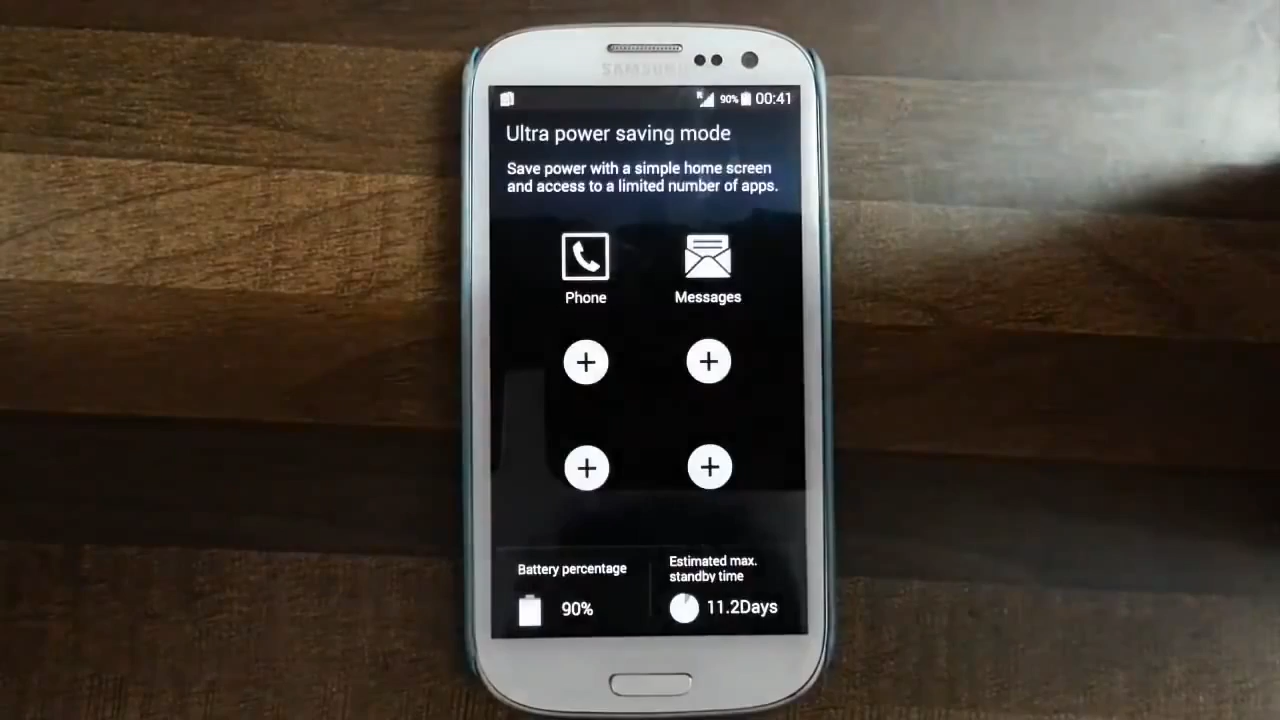 SAMSUNG
90% 00:41
Ultra power saving mode
Save power with a simple home screen
and access to a limited number of apps.
Phone
Messages
Battery percentage
90%
Estimated max.
standby time
11.2Days